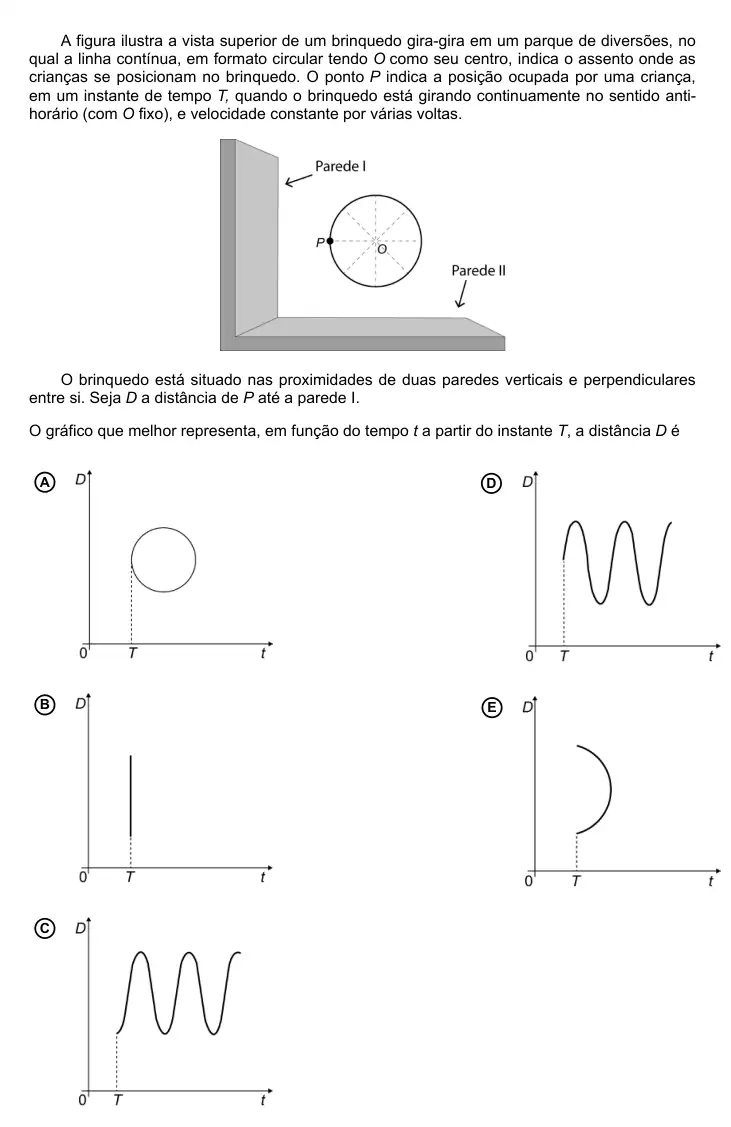 A figura ilustra a vista superior de um brinquedo gira-gira em um parque de diversões, no
qual a linha contínua, em formato circular tendo O como seu centro, indica o assento onde as
crianças se posicionam no brinquedo. O ponto P indica a posição ocupada por uma criança,
em um instante de tempo T, quando o brinquedo está girando continuamente no sentido anti-
horário (com O fixo), e velocidade constante por várias voltas.
Parede I
P
O
Parede II
O brinquedo está situado nas proximidades de duas paredes verticais e perpendiculares
entre si. Seja D a distância de P até a parede I.
O gráfico que melhor representa, em função do tempo t a partir do instante T, a distância D é
A
D
0
T
t
B
D
0
T
t
C
D
0
T
t
D
D
0
T
t
E
D
0
T
t